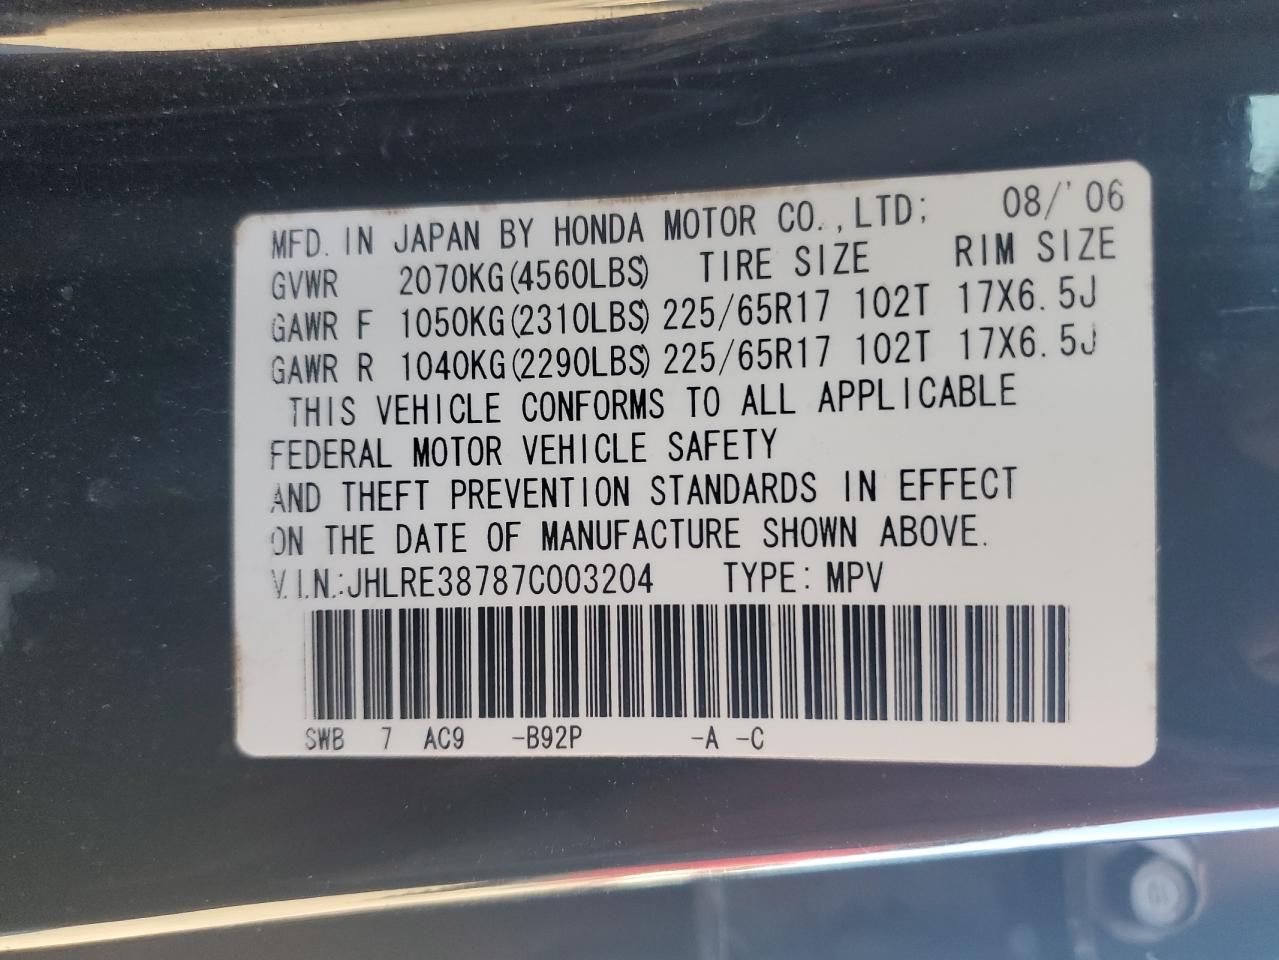 MFD. IN JAPAN BY HONDA MOTOR CO., LTD; 08/'06
GVWR 2070KG(4560LBS) TIRE SIZE RIM SIZE
GAWR F 1050KG(2310LBS) 225/65R17 102T 17X6.5J
GAWR R 1040KG(2290LBS) 225/65R17 102T 17X6.5J
THIS VEHICLE CONFORMS TO ALL APPLICABLE
FEDERAL MOTOR VEHICLE SAFETY
AND THEFT PREVENTION STANDARDS IN EFFECT
ON THE DATE OF MANUFACTURE SHOWN ABOVE.
V.I.N.:JHLRE38787C003204 TYPE: MPV
SWB 7 AC9 -B92P -A -C
10